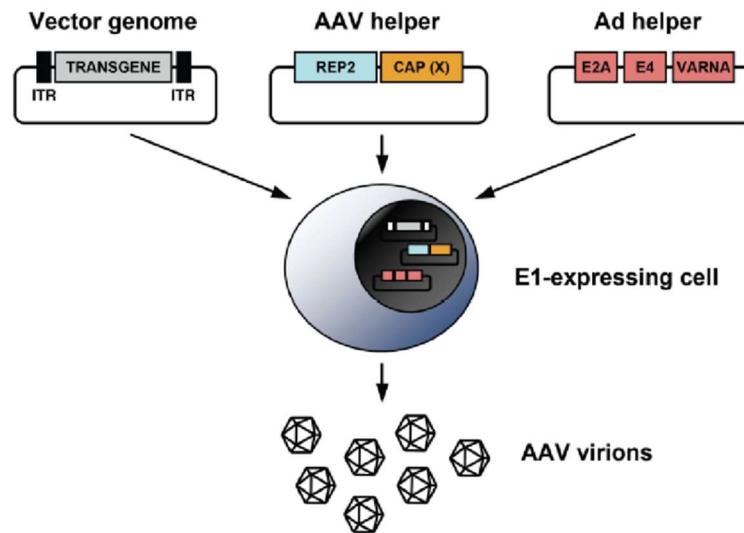 Vector genome
AAV helper
Ad helper
TRANSGENE
REP2
CAP (X)
E2A
E4
VARNA
ITR
ITR
E1-expressing cell
AAV virions